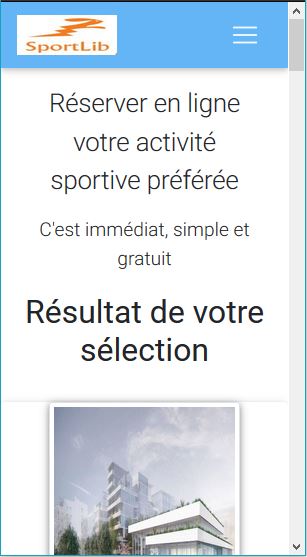 SportLib
Réserver en ligne
votre activité
sportive préférée
C'est immédiat, simple et
gratuit
Résultat de votre
sélection